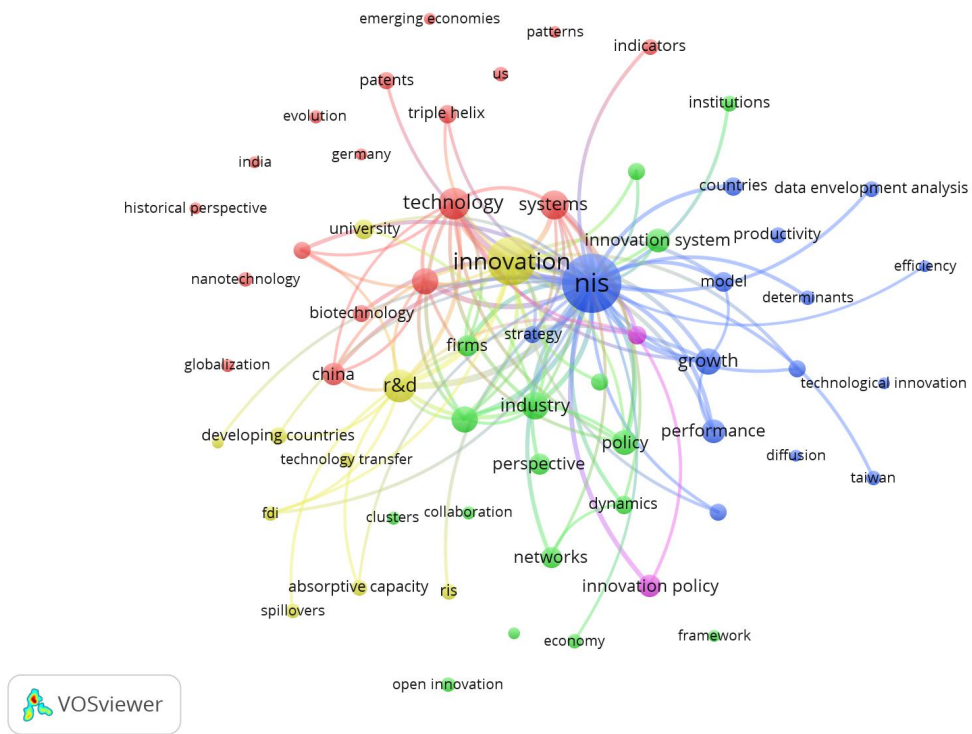 emerging economies
patterns
indicators
us
patents
institutions
triple helix
evolution
germany
india
countries
data envelopment analysis
technology
systems
historical perspective
university
innovation system
productivity
innovation
efficiency
nanotechnology
nis
model
determinants
biotechnology
strategy
firms
growth
globalization
china
technological innovation
r&d
industry
performance
developing countries
policy
technology transfer
perspective
diffusion
taiwan
dynamics
fdi
clusters
collaboration
networks
absorptive capacity
ris
innovation policy
spillovers
economy
framework
open innovation
VOSviewer